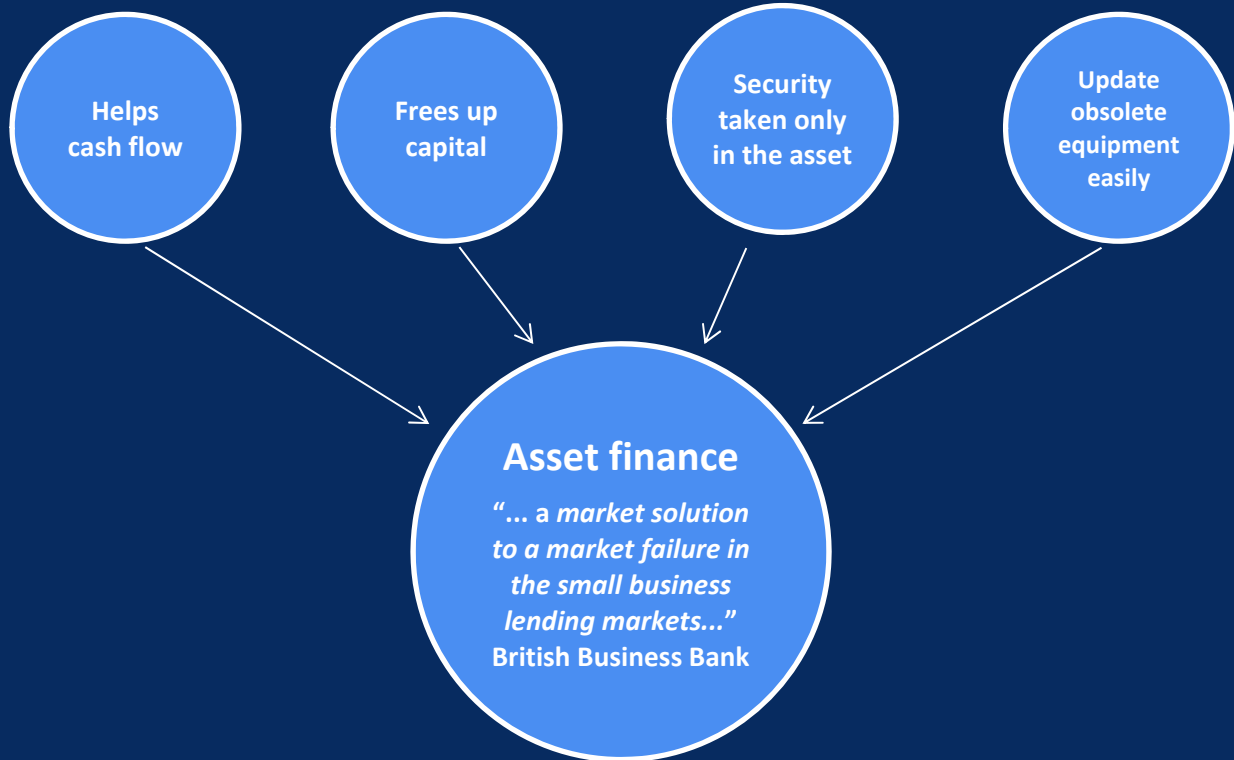 Helps
cash flow
Frees up
capital
Security
taken only
in the asset
Update
obsolete
equipment
easily
Asset finance
“... a market solution
to a market failure in
the small business
lending markets...”
British Business Bank